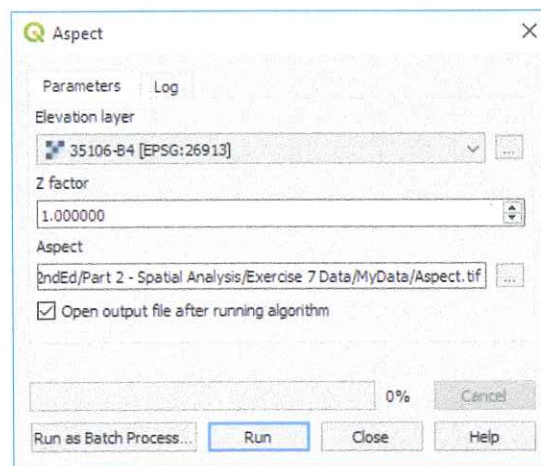 Aspect
Parameters Log
Elevation layer
35106-B4 [EPSG:26913] ...
Z factor
1.000000
Aspect
2ndEd/Part 2 - Spatial Analysis/Exercise 7 Data/MyData/Aspect.tif ...
Open output file after running algorithm
0% Cancel
Run as Batch Process... Run Close Help